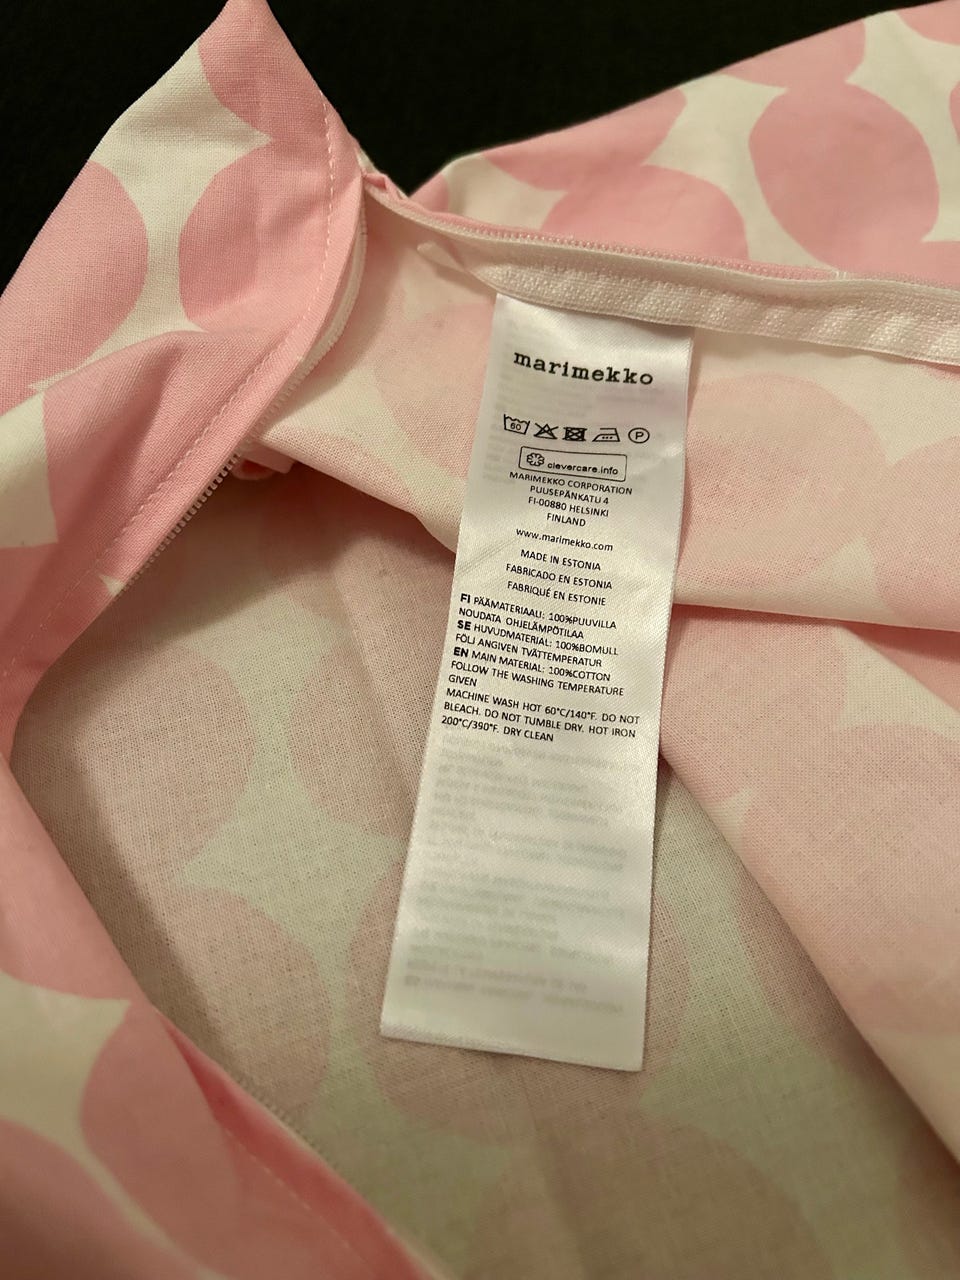 marimekko
60 P
clevercare.info
MARIMEKKO CORPORATION
PUUSEPÄNKATU 4
FI-00880 HELSINKI
FINLAND
www.marimekko.com
MADE IN ESTONIA
FABRICADO EN ESTONIA
FABRIQUÉ EN ESTONIE
FI PÄÄMATERIAALI: 100%PUUVILLA
NOUDATA OHJELÄMPÖTILAA
SE HUVUDMATERIAL: 100%BOMULL
FÖLJ ANGIVEN TVÄTTEMPERATUR
EN MAIN MATERIAL: 100%COTTON
FOLLOW THE WASHING TEMPERATURE
GIVEN
MACHINE WASH HOT 60°C/140°F. DO NOT
BLEACH. DO NOT TUMBLE DRY. HOT IRON
200°C/390°F. DRY CLEAN